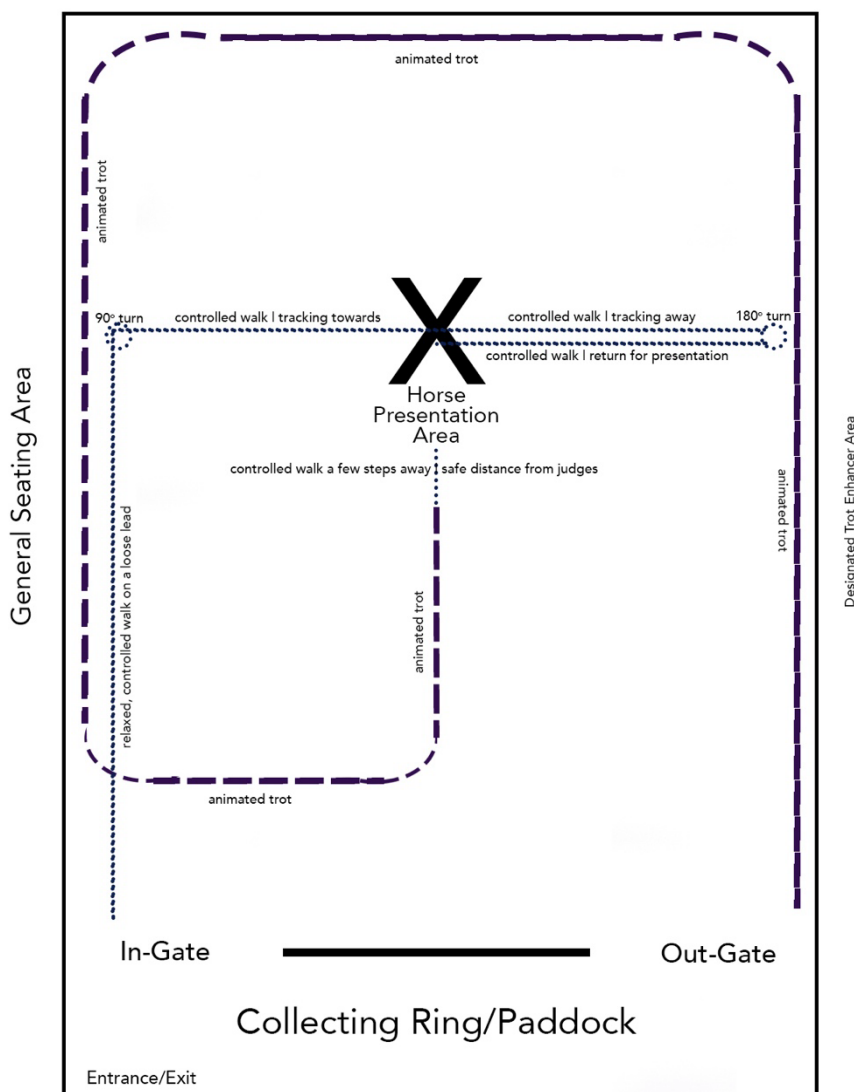 animated trot
animated trot
90° turn
controlled walk | tracking towards
controlled walk | tracking away
180° turn
controlled walk | return for presentation
X
Horse
Presentation
Area
controlled walk a few steps away
safe distance from judges
General Seating Area
Designated Trot Enhancer Area
relaxed, controlled walk on a loose lead
animated trot
animated trot
animated trot
In-Gate
Out-Gate
Collecting Ring/Paddock
Entrance/Exit